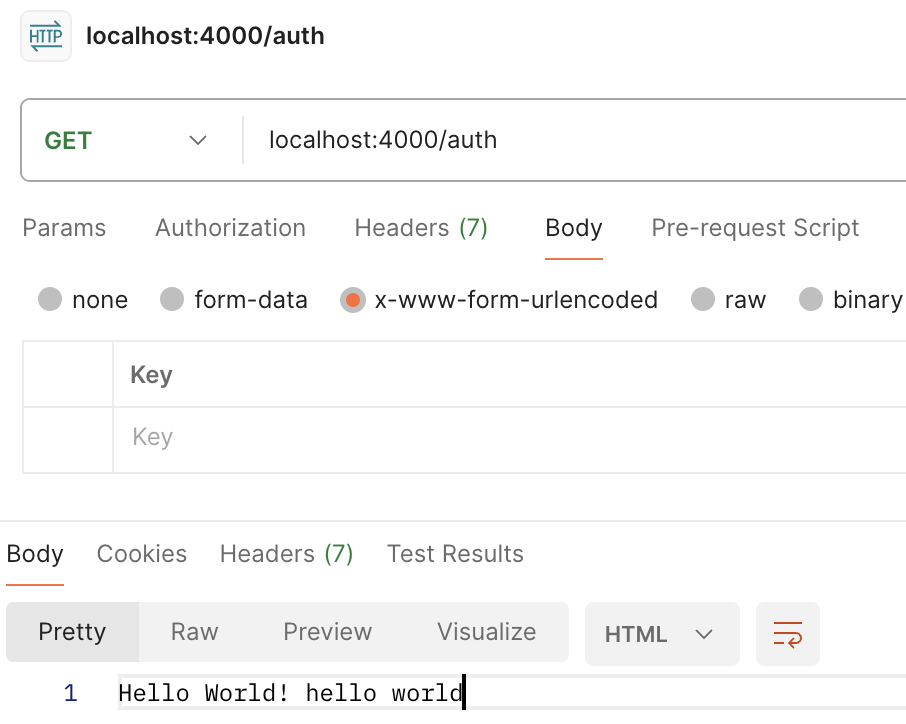 HTTP localhost:4000/auth
GET localhost:4000/auth
Params Authorization Headers (7) Body Pre-request Script
none form-data x-www-form-urlencoded raw binary
Key
Key
Body Cookies Headers (7) Test Results
Pretty Raw Preview Visualize HTML
1 Hello World! hello world